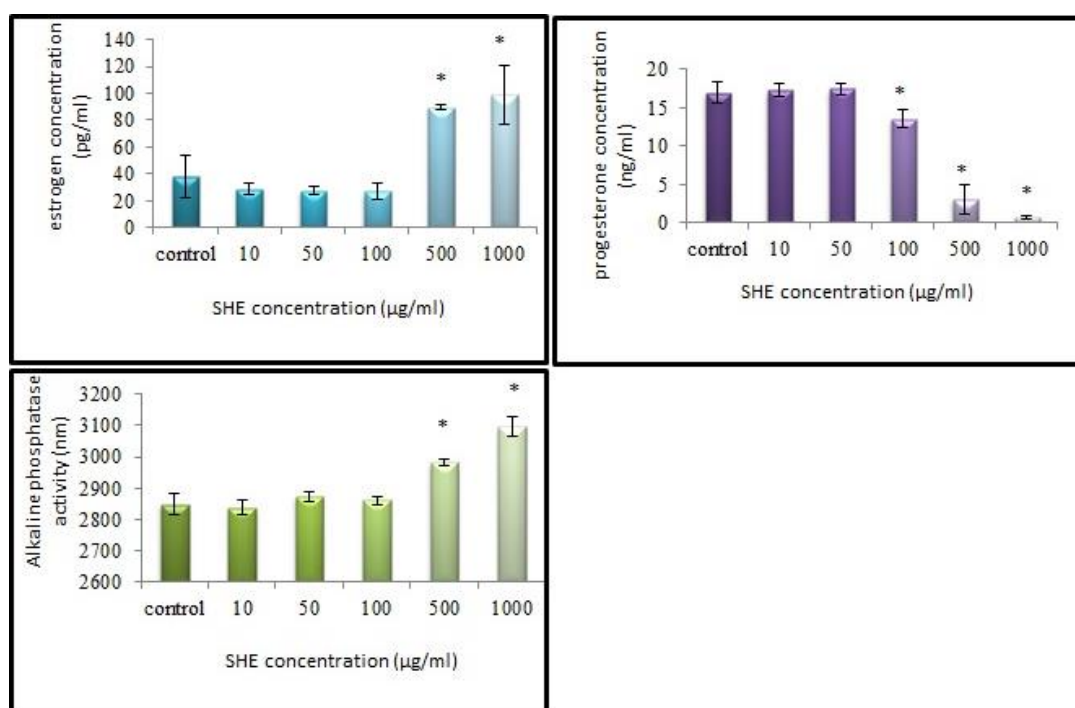 estrogen concentration
(pg/ml)
140
120
100
80
60
40
20
0
*
*
control 10 50 100 500 1000
SHE concentration (µg/ml)
progesterone concentration
(ng/ml)
20
15
10
5
0
*
*
*
control 10 50 100 500 1000
SHE concentration (µg/ml)
Alkaline phosphatase
activity (nm)
3200
3100
3000
2900
2800
2700
2600
*
*
control 10 50 100 500 1000
SHE concentration (µg/ml)